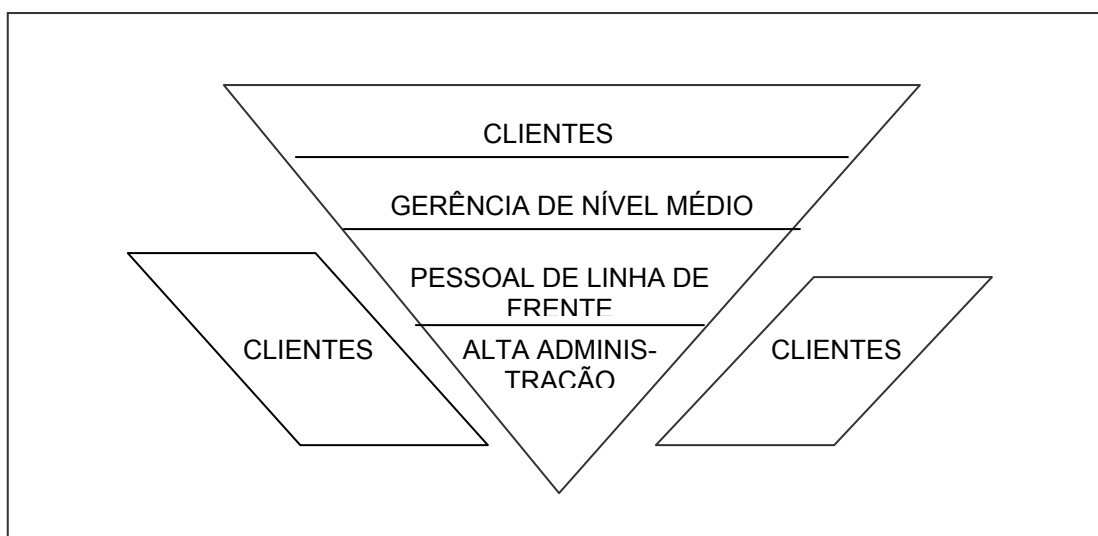 CLIENTES
GERÊNCIA DE NÍVEL MÉDIO
PESSOAL DE LINHA DE
FRENTE
CLIENTES
ALTA ADMINIS-
TRAÇÃO
CLIENTES